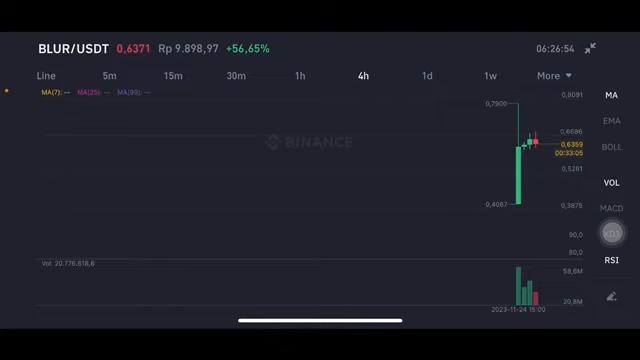 BLUR/USDT 0,6371 Rp 9.898,97 +56,65% 06:26:54
Line 5m 15m 30m 1h 4h 1d 1w More
MA(7): -- MA(25): -- MA(99): --
0,8091
MA
0,7900
EMA
0,6686
BINANCE
0,6359
BOLL
00:33:05
0,5281
VOL
0,4067
0,3875
MACD
90,0
KDJ
80,0
Vol: 20.776.618,6
RSI
58,6M
20,8M
2023-11-24 15:00